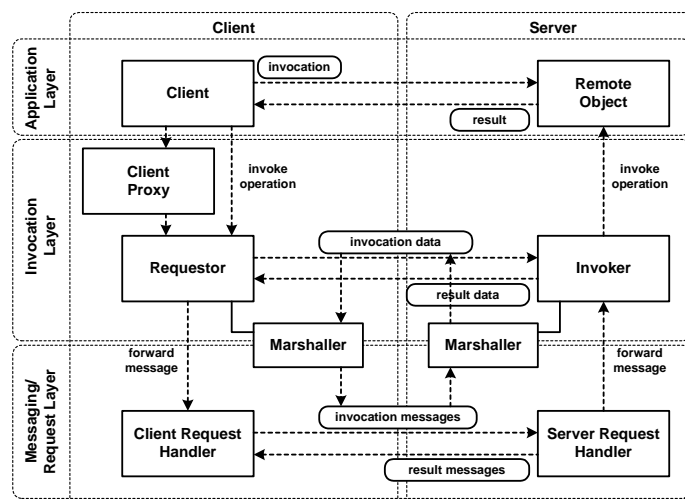 Client
Server
Application
Layer
Client
invocation
result
Remote
Object
Invocation
Layer
Client
Proxy
invoke
operation
invoke
operation
Requestor
invocation data
result data
Invoker
Marshaller
Marshaller
Messaging/
Request Layer
forward
message
forward
message
invocation messages
Client Request
Handler
result messages
Server Request
Handler